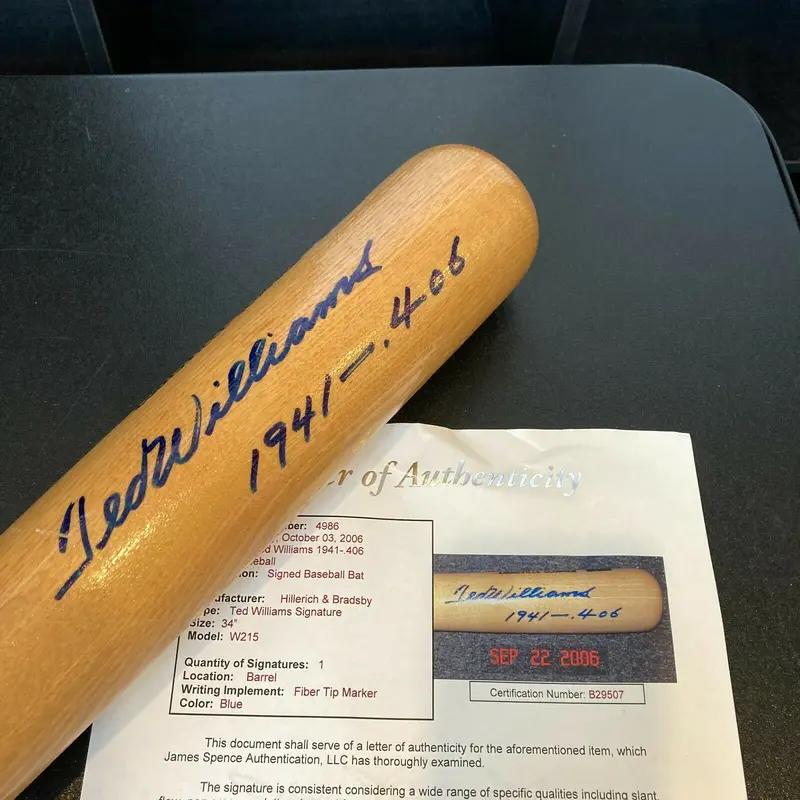 Ted Williams
1941 - .406
of Authenticity
4986
October 03, 2006
Williams 1941-.406
Signed Baseball Bat
Hillerich & Bradsby
Ted Williams Signature
Size: 34"
Model: W215
Quantity of Signatures: 1
Location: Barrel
Writing Implement: Fiber Tip Marker
Color: Blue
Ted Williams
1941 - .406
SEP 22 2006
Certification Number: B29507
This document shall serve of a letter of authenticity for the aforementioned item, which
James Spence Authentication, LLC has thoroughly examined.
The signature is consistent considering a wide range of specific qualities including slant,